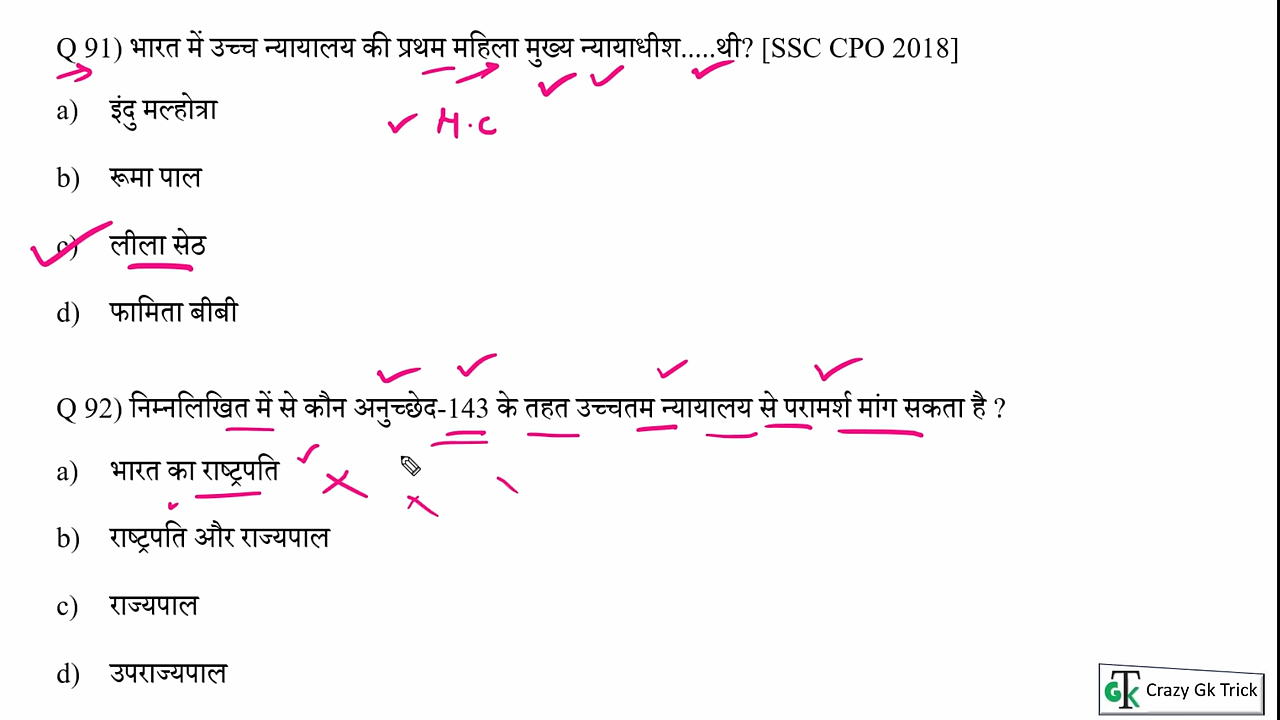 Q 91) भारत में उच्च न्यायालय की प्रथम महिला मुख्य न्यायाधीश.....थी? [SSC CPO 2018]
a) इंदु मल्होत्रा
H.C
b) रूमा पाल
c) लीला सेठ
d) फामिता बीबी
Q 92) निम्नलिखित में से कौन अनुच्छेद-143 के तहत उच्चतम न्यायालय से परामर्श मांग सकता है ?
a) भारत का राष्ट्रपति
b) राष्ट्रपति और राज्यपाल
c) राज्यपाल
d) उपराज्यपाल
GTK Crazy Gk Trick